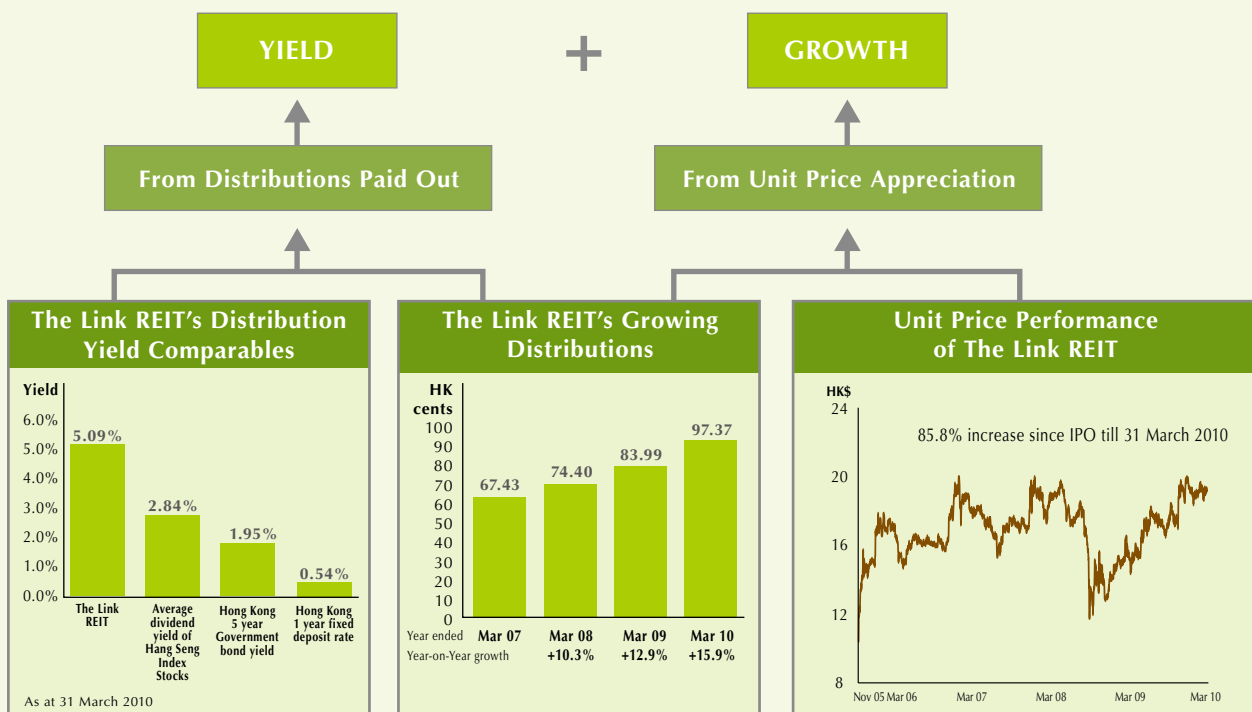 YIELD
+
GROWTH
From Distributions Paid Out
From Unit Price Appreciation
The Link REIT’s Distribution
Yield Comparables
Yield
6.0%
5.0%
4.0%
3.0%
2.0%
1.0%
0.0%
5.09%
2.84%
1.95%
0.54%
The Link
REIT
Average
dividend
yield of
Hang Seng
Index
Stocks
Hong Kong
5 year
Government
bond yield
Hong Kong
1 year fixed
deposit rate
As at 31 March 2010
The Link REIT’s Growing
Distributions
HK
cents
100
90
80
70
60
50
40
30
20
10
0
67.43
74.40
83.99
97.37
Year ended Mar 07 Mar 08 Mar 09 Mar 10
Year-on-Year growth +10.3% +12.9% +15.9%
Unit Price Performance
of The Link REIT
HK$
24
20
16
12
8
85.8% increase since IPO till 31 March 2010
Nov 05 Mar 06 Mar 07 Mar 08 Mar 09 Mar 10